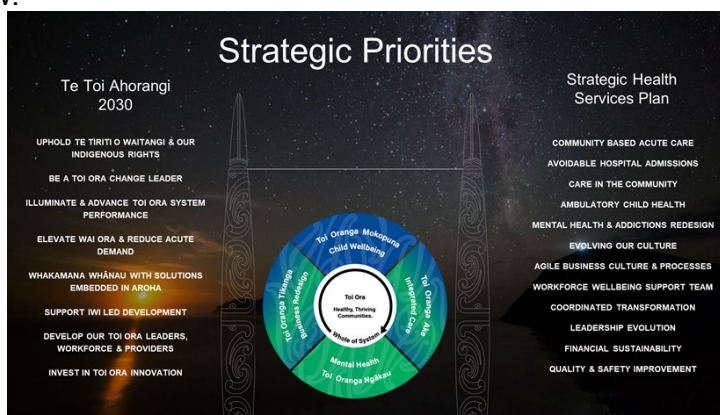 Strategic Priorities
Te Toi Ahorangi
2030
UPHOLD TE TIRITI O WAITANGI & OUR
INDIGENOUS RIGHTS
BE A TOI ORA CHANGE LEADER
ILLUMINATE & ADVANCE TOI ORA SYSTEM
PERFORMANCE
ELEVATE WAI ORA & REDUCE ACUTE
DEMAND
WHAKAMANA WHĀNAU WITH SOLUTIONS
EMBEDDED IN AROHA
SUPPORT IWI LED DEVELOPMENT
DEVELOP OUR TOI ORA LEADERS,
WORKFORCE & PROVIDERS
INVEST IN TOI ORA INNOVATION
Toi Oranga Mokopuna
Child Wellbeing
Toi Oranga Tikanga
Business Redesign
Toi Oranga Ake
Integrated Care
Toi Ora
Healthy, Thriving
Communities.
Whole of System
Mental Health
Toi Oranga Ngākau
Strategic Health
Services Plan
COMMUNITY BASED ACUTE CARE
AVOIDABLE HOSPITAL ADMISSIONS
CARE IN THE COMMUNITY
AMBULATORY CHILD HEALTH
MENTAL HEALTH & ADDICTIONS REDESIGN
EVOLVING OUR CULTURE
AGILE BUSINESS CULTURE & PROCESSES
WORKFORCE WELLBEING SUPPORT TEAM
COORDINATED TRANSFORMATION
LEADERSHIP EVOLUTION
FINANCIAL SUSTAINABILITY
QUALITY & SAFETY IMPROVEMENT